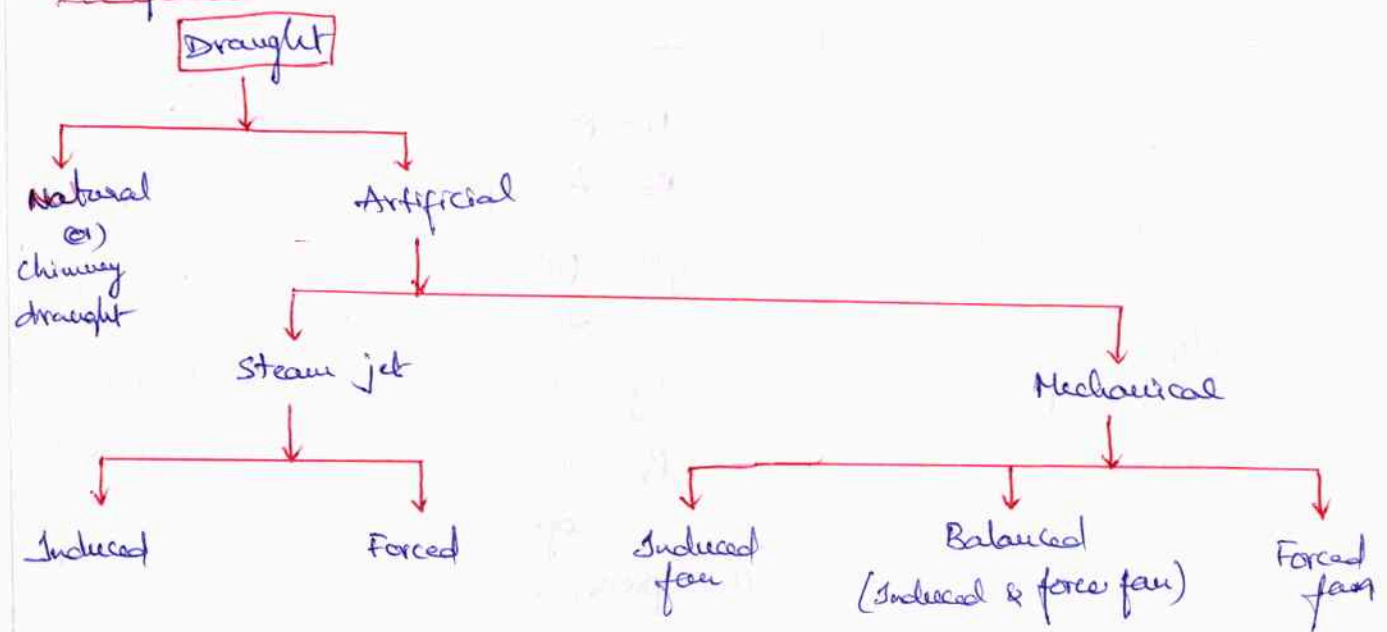 Draught
Natural
(or)
Chimney
draught
Artificial
Steam jet
Mechanical
Induced
Forced
Induced
fan
Balanced
(Induced & force fan)
Forced
fan